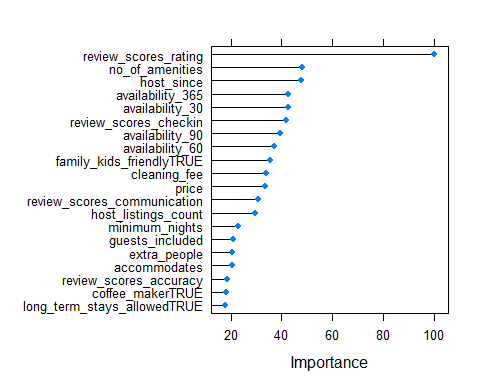 review_scores_rating
no_of_amenities
host_since
availability_365
availability_30
review_scores_checkin
availability_90
availability_60
family_kids_friendlyTRUE
cleaning_fee
price
review_scores_communication
host_listings_count
minimum_nights
guests_included
extra_people
accommodates
review_scores_accuracy
coffee_makerTRUE
long_term_stays_allowedTRUE
20 40 60 80 100
Importance